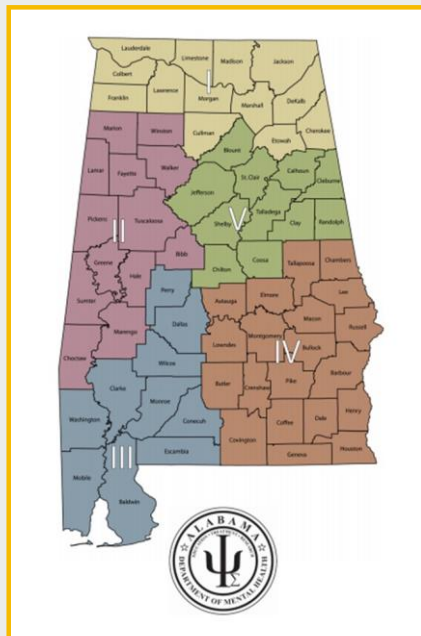 Lauderdale
Limestone
Madison
Jackson
Colbert
Lawrence
Franklin
I
Morgan
Marshall
DeKalb
Cullman
Etowah
Cherokee
Marion
Winston
Blount
Lamar
Fayette
Walker
Jefferson
St. Clair
Calhoun
Cleburne
Pickens
Tuscaloosa
II
Shelby
V
Talladega
Clay
Randolph
Greene
Hale
Bibb
Chilton
Coosa
Tallapoosa
Chambers
Sumter
Perry
Autauga
Elmore
Lee
Marengo
Dallas
Lowndes
Montgomery
Macon
Russell
Choctaw
Wilcox
IV
Bullock
Clarke
Butler
Crenshaw
Pike
Barbour
Washington
Monroe
Conecuh
Covington
Coffee
Dale
Henry
III
Escambia
Geneva
Houston
Mobile
Baldwin
ALABAMA
DEPARTMENT OF MENTAL HEALTH
Σ